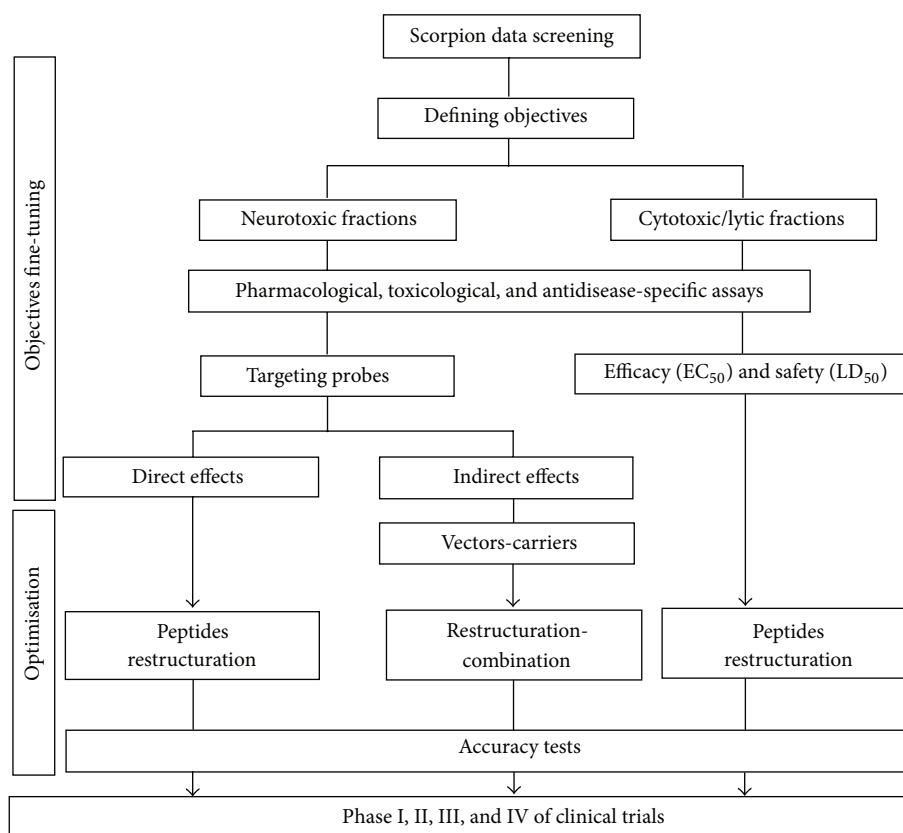 Scorpion data screening
Defining objectives
Objectives fine-tuning
Neurotoxic fractions
Cytotoxic/lytic fractions
Pharmacological, toxicological, and antidisease-specific assays
Targeting probes
Efficacy (EC50) and safety (LD50)
Direct effects
Indirect effects
Optimisation
Vectors-carriers
Peptides
restructuration
Restructuration-
combination
Peptides
restructuration
Accuracy tests
Phase I, II, III, and IV of clinical trials